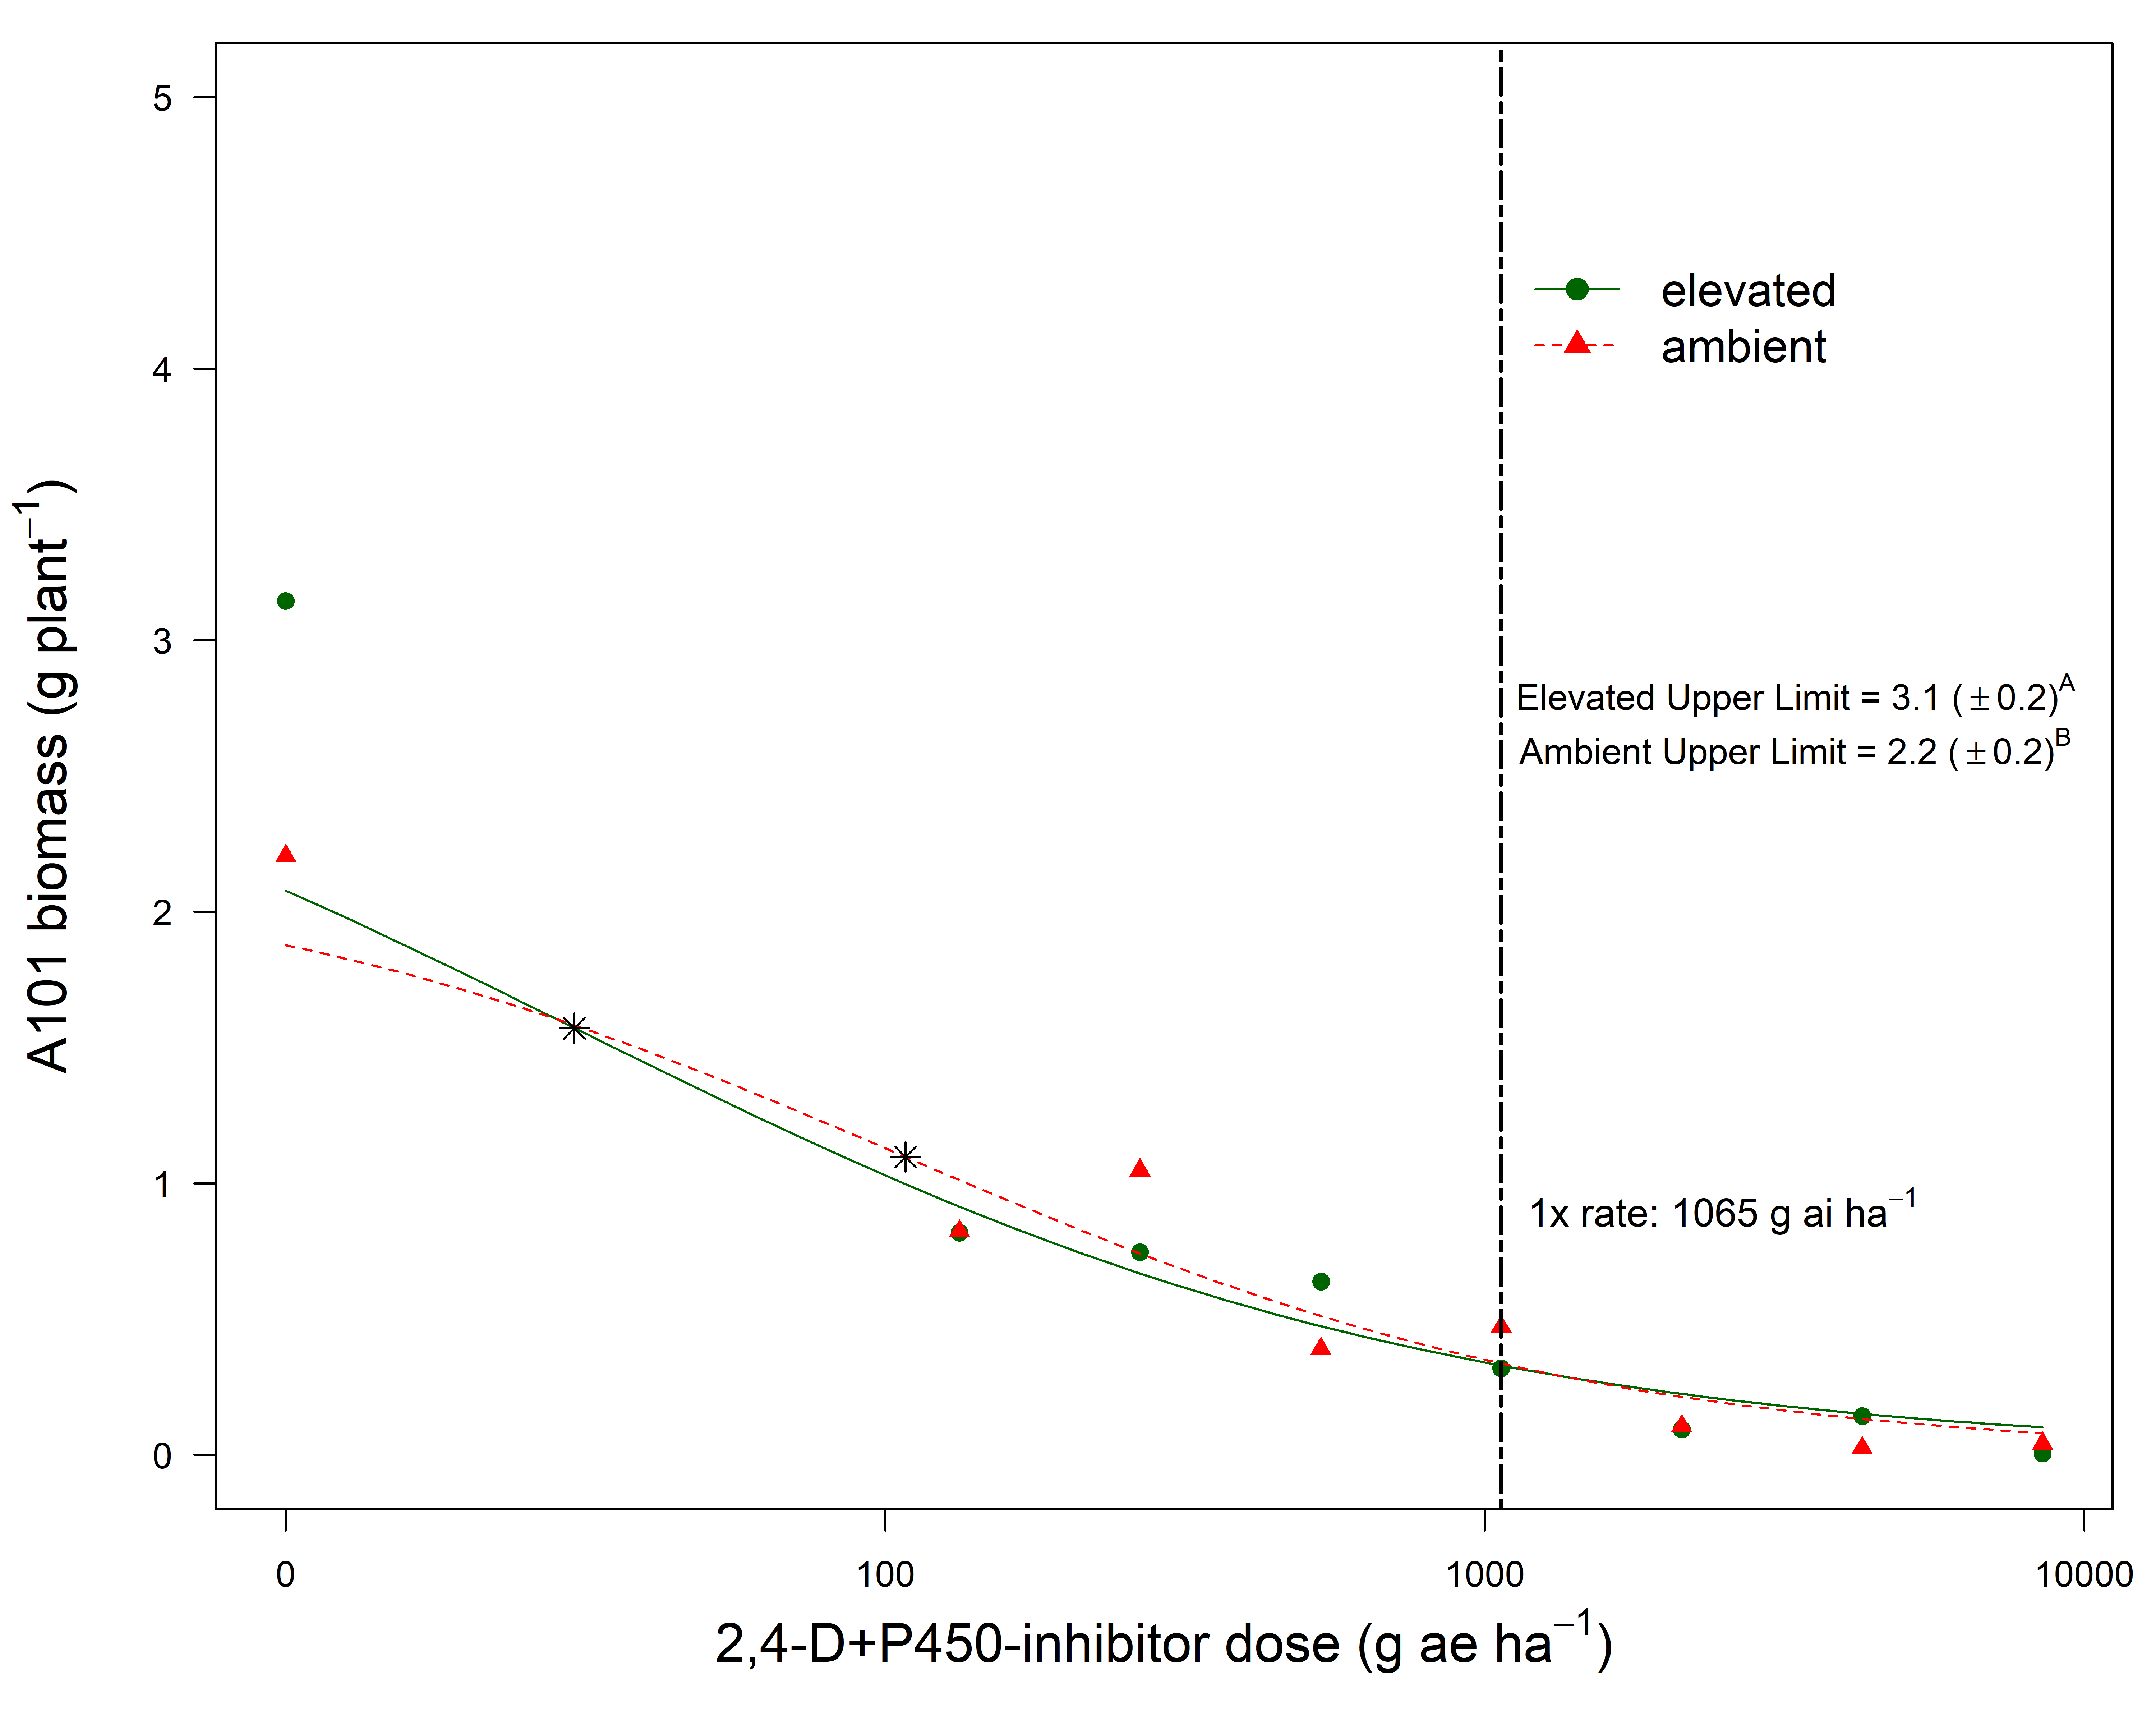 5
4
3
2
1
0
A101 biomass (g plant⁻¹)
elevated
ambient
Elevated Upper Limit = 3.1 (±0.2)ᴬ
Ambient Upper Limit = 2.2 (±0.2)ᴮ
1x rate: 1065 g ai ha⁻¹
0 100 1000 10000
2,4-D+P450-inhibitor dose (g ae ha⁻¹)